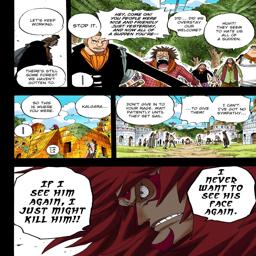 LET'S
KEEP
WORKING.
THERE'S
STILL
SOME FOREST
WE HAVEN'T
GOTTEN TO.
STOP IT.
HEY, COME ON!
YOU PEOPLE
WERE
NICE AND
FRIENDLY
JUST
YESTERDAY,
AND NOW ALL
OF A
SUDDEN YOU'RE--
DID... DID
WE
OVERSTAY
OUR
WELCOME?
HUH?!
THEY
SEEM TO
HATE US
ALL OF
A SUDDEN.
SO THIS
IS WHERE
YOU WERE.
KALGARA...
DON'T GIVE IN TO
YOUR RAGE. WAIT
PATIENTLY UNTIL
THEY SET
SAIL.
...TO GIVE
THEM!
I CAN'T.
I'VE GOT NO
SYMPATHY...
IF I
SEE HIM
AGAIN, I
JUST MIGHT
KILL HIM!!
I
NEVER
WANT TO
SEE HIS
FACE
AGAIN.